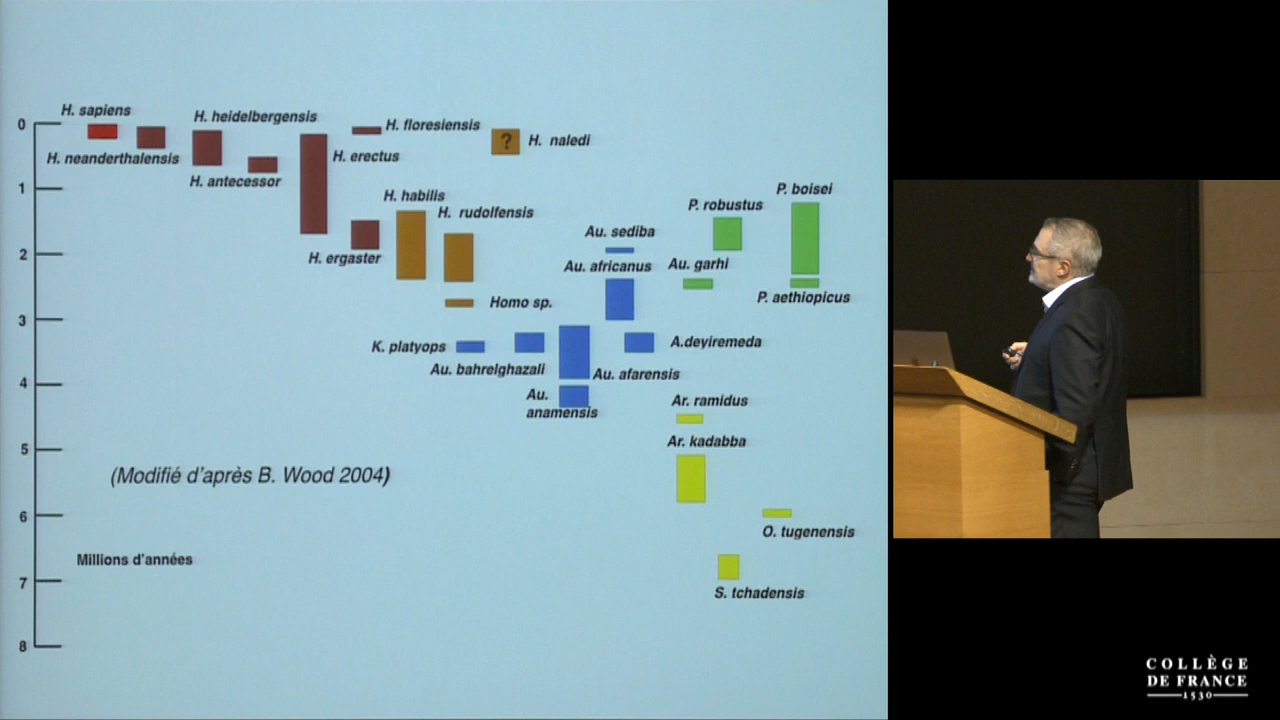 H. sapiens
H. heidelbergensis
0
H. floresiensis
?
H. naledi
H. neanderthalensis
H. erectus
H. antecessor
1
H. habilis
P. boisei
H. rudolfensis
P. robustus
Au. sediba
2
H. ergaster
Au. africanus
Au. garhi
Homo sp.
P. aethiopicus
3
K. platyops
A.deyiremeda
Au. bahrelghazali
Au. afarensis
4
Au.
anamensis
Ar. ramidus
Ar. kadabba
5
(Modifié d'après B. Wood 2004)
6
O. tugenensis
Millions d'années
7
S. tchadensis
8
COLLÈGE
DE FRANCE
1530